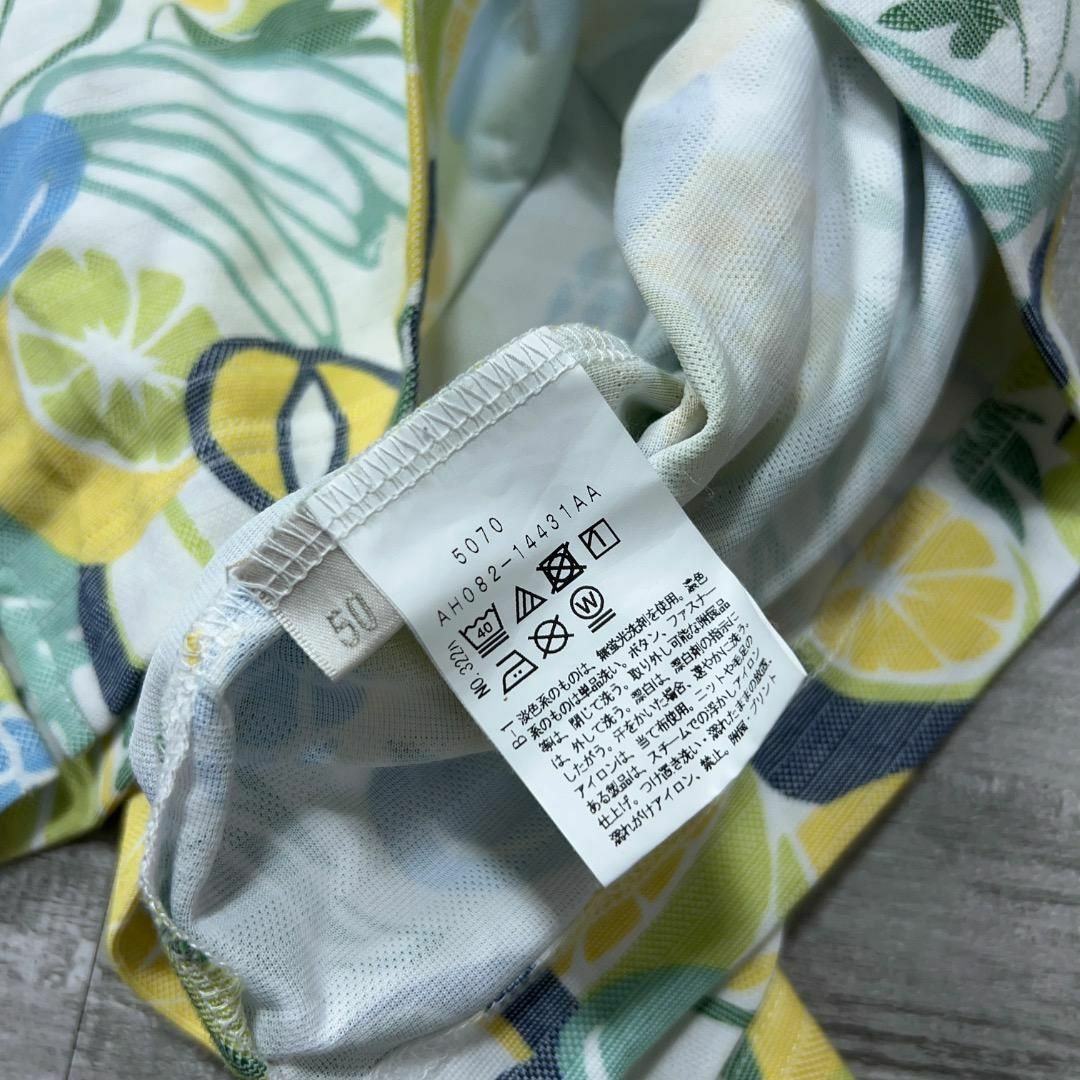 5070
AH082-14431AA
40
W
50
B-1 淡色系のものは、無蛍光洗剤を使用。濃色
系のものは単品洗い。ボタン、ファスナー
等は、閉じて洗う。取り外し可能な附属品
は、外して洗う。漂白は、漂白剤の指示に
したがう。汗をかいた場合、速やかに洗う。
アイロンは、当て布使用。ニットや毛足の
ある製品は、スチームでの浮かしアイロン
仕上げ。つけ置き洗い、濡れたままの放置、
濡れがけアイロン、禁止。附属 プリント